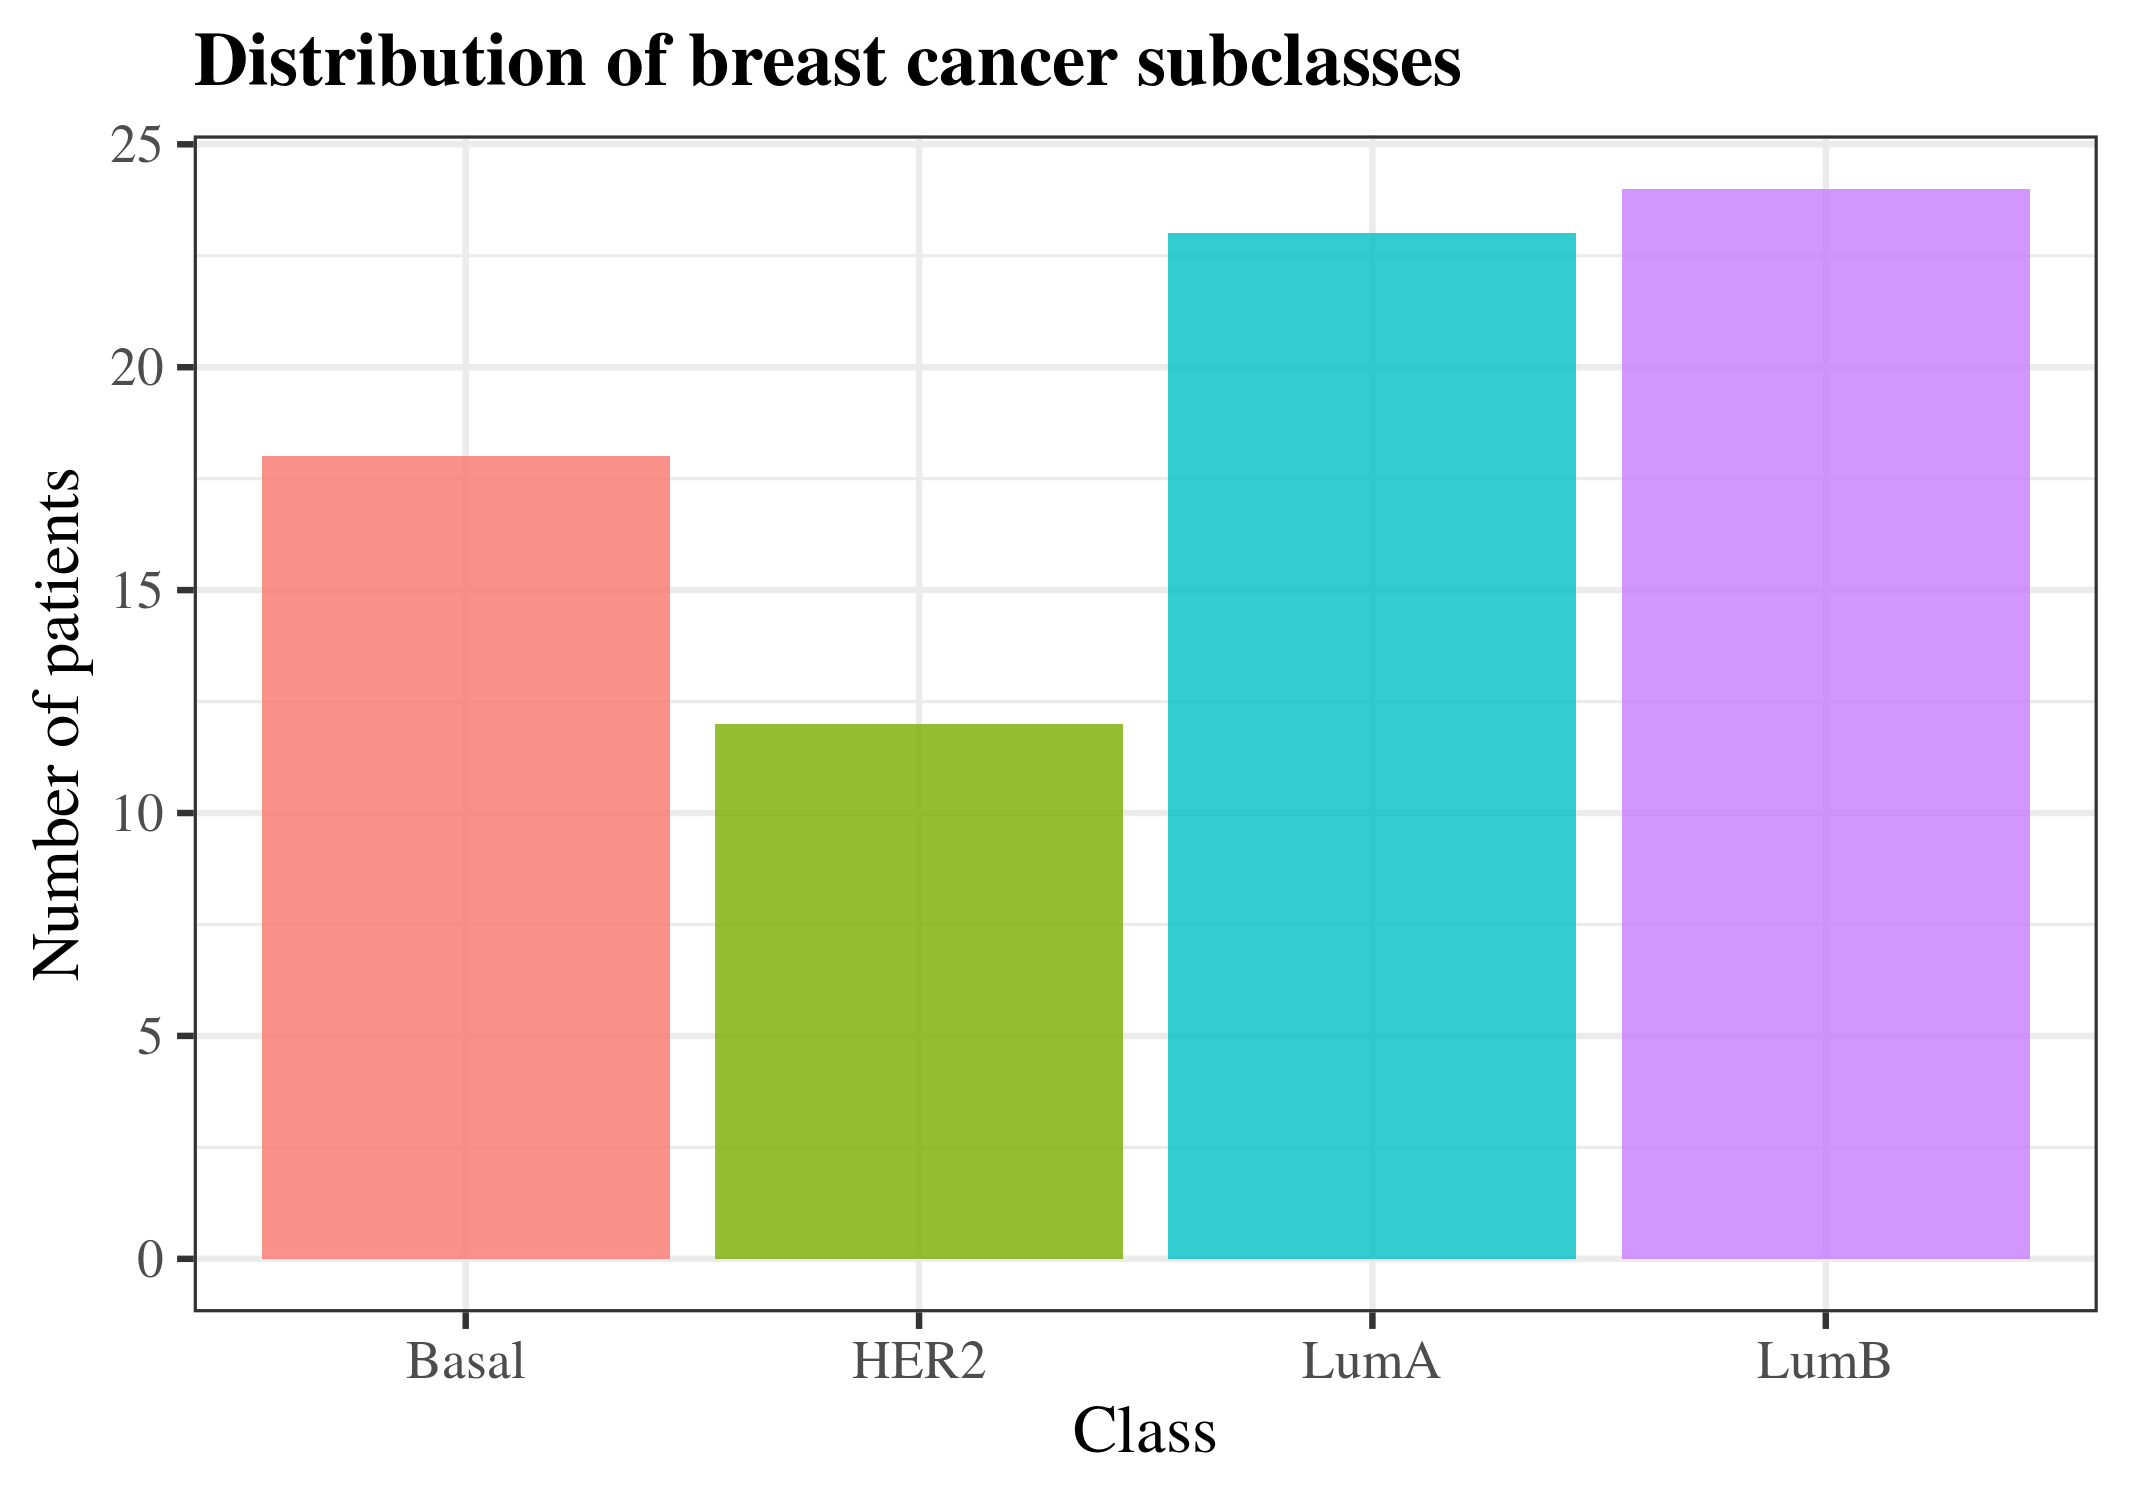 Distribution of breast cancer subclasses
25
20
15
10
5
0
Number of patients
Basal HER2 LumA LumB
Class